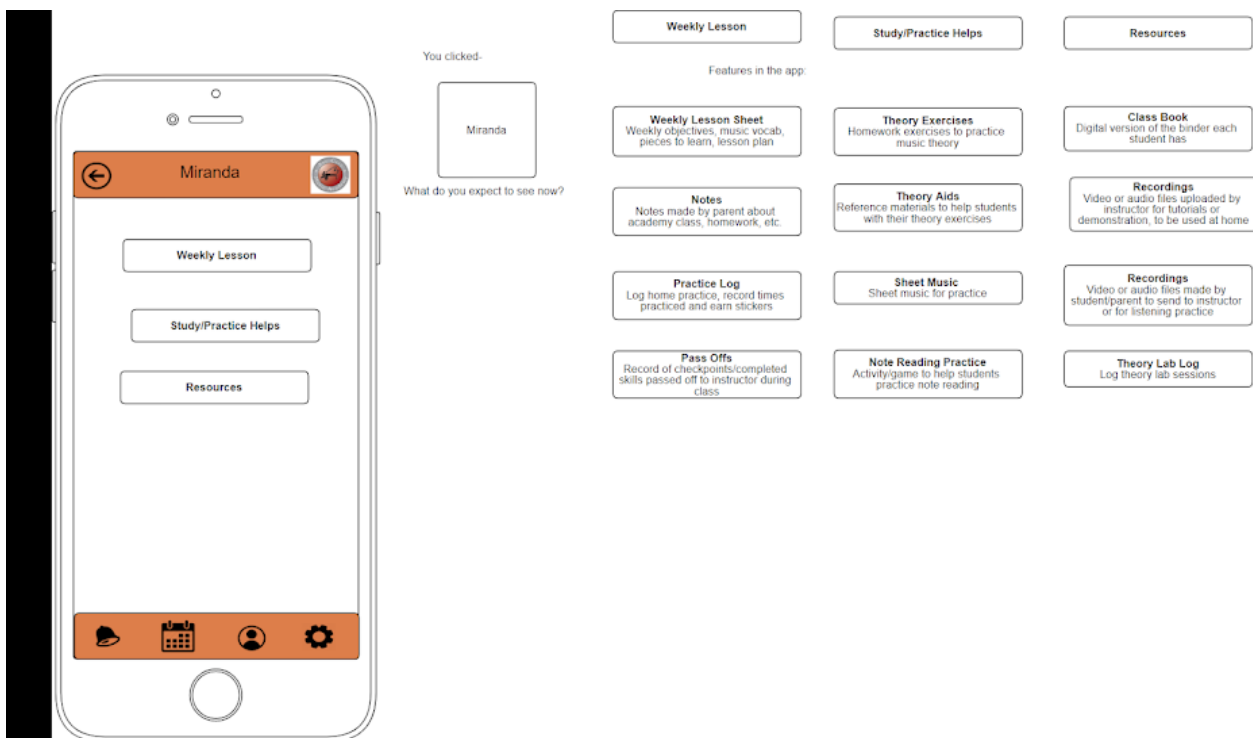 Miranda
Weekly Lesson
Study/Practice Helps
Resources
You clicked-
Miranda
What do you expect to see now?
Weekly Lesson
Study/Practice Helps
Resources
Features in the app:
Weekly Lesson Sheet
Weekly objectives, music vocab,
pieces to learn, lesson plan
Theory Exercises
Homework exercises to practice
music theory
Class Book
Digital version of the binder each
student has
Notes
Notes made by parent about
academy class, homework, etc.
Theory Aids
Reference materials to help students
with their theory exercises
Recordings
Video or audio files uploaded by
instructor for tutorials or
demonstration, to be used at home
Practice Log
Log home practice, record times
practiced and earn stickers
Sheet Music
Sheet music for practice
Recordings
Video or audio files made by
student/parent to send to instructor
or for listening practice
Pass Offs
Record of checkpoints/completed
skills passed off to instructor during
class
Note Reading Practice
Activity/game to help students
practice note reading
Theory Lab Log
Log theory lab sessions